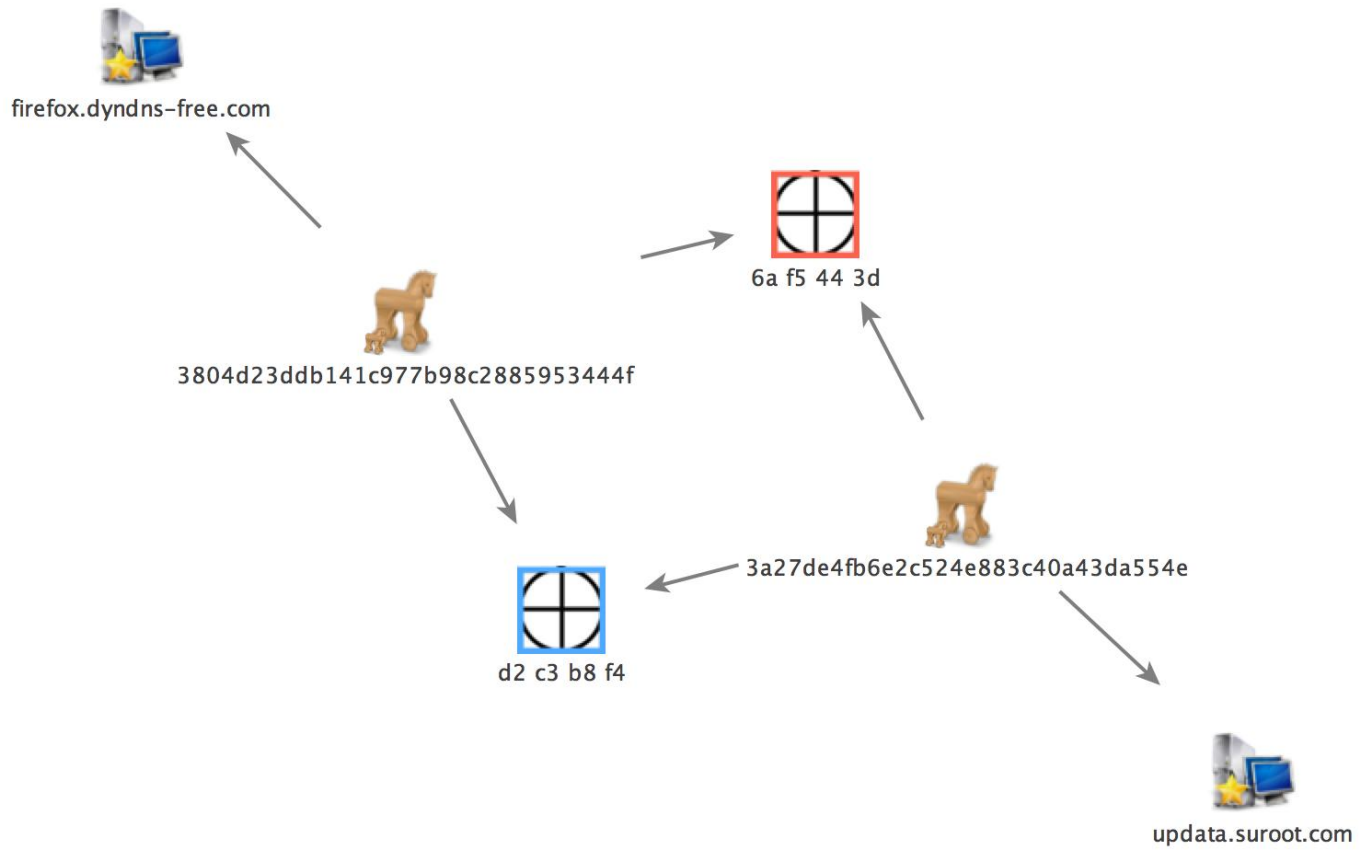 firefox.dyndns-free.com
6a f5 44 3d
3804d23ddb141c977b98c2885953444f
3a27de4fb6e2c524e883c40a43da554e
d2 c3 b8 f4
updata.suroot.com